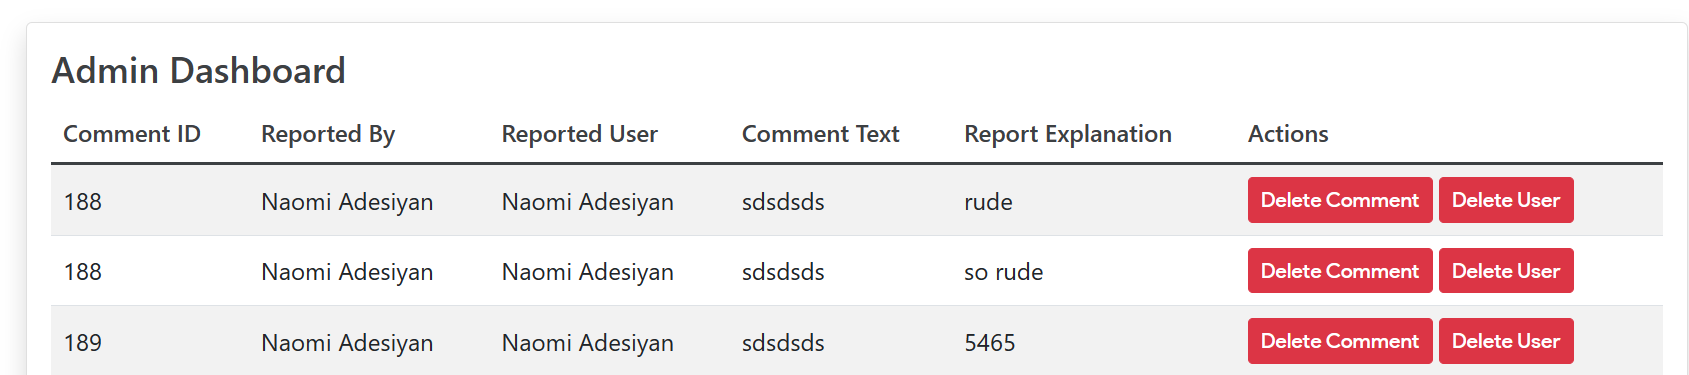 Admin Dashboard
Comment ID Reported By Reported User Comment Text Report Explanation Actions
188 Naomi Adesiyan Naomi Adesiyan sdsdsds rude Delete Comment Delete User
188 Naomi Adesiyan Naomi Adesiyan sdsdsds so rude Delete Comment Delete User
189 Naomi Adesiyan Naomi Adesiyan sdsdsds 5465 Delete Comment Delete User